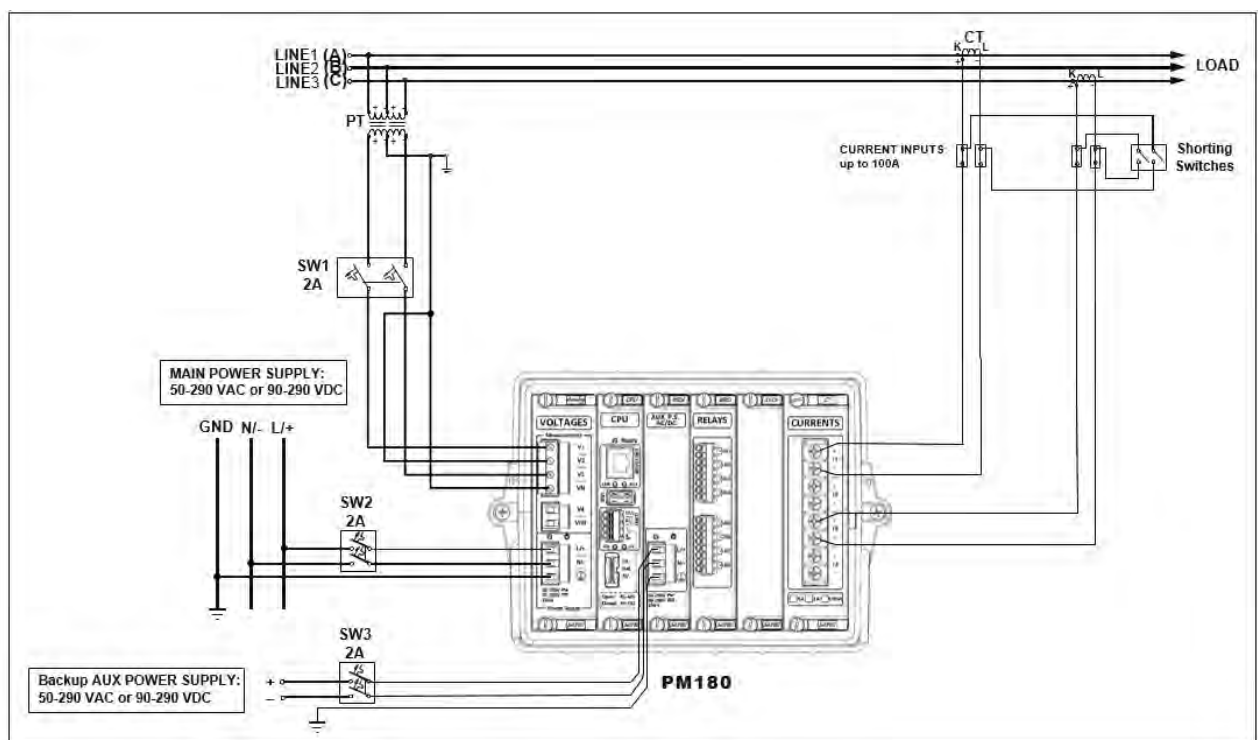 CT
K L
LINE1 (A)
LINE2 (B)
LINE3 (C)
+ -
LOAD
K L
PT
CURRENT INPUTS
up to 100A
Shorting
Switches
SW1
2A
MAIN POWER SUPPLY:
50-290 VAC or 90-290 VDC
GND N/- L/+
VOLTAGES
CPU
AUX P.S.
AC/DC
RELAYS
CURRENTS
V1
V2
V3
VN
SW2
2A
SW3
2A
Backup AUX POWER SUPPLY:
50-290 VAC or 90-290 VDC
+
-
PM180